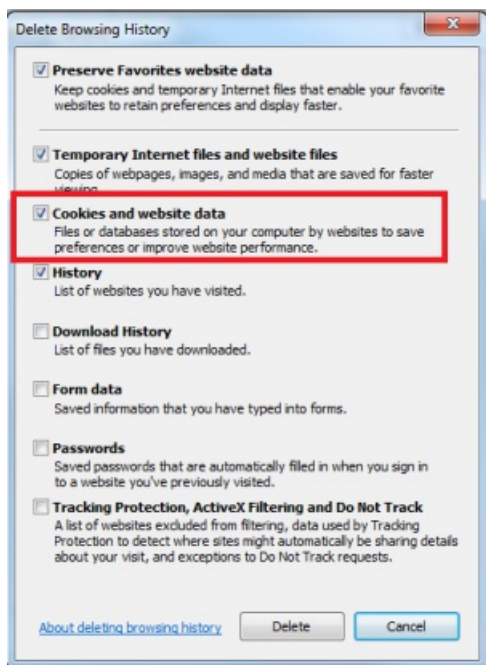 Delete Browsing History
Preserve Favorites website data
Keep cookies and temporary Internet files that enable your favorite
websites to retain preferences and display faster.
Temporary Internet files and website files
Copies of webpages, images, and media that are saved for faster
viewing.
Cookies and website data
Files or databases stored on your computer by websites to save
preferences or improve website performance.
History
List of websites you have visited.
Download History
List of files you have downloaded.
Form data
Saved information that you have typed into forms.
Passwords
Saved passwords that are automatically filled in when you sign in
to a website you've previously visited.
Tracking Protection, ActiveX Filtering and Do Not Track
A list of websites excluded from filtering, data used by Tracking
Protection to detect where sites might automatically be sharing details
about your visit, and exceptions to Do Not Track requests.
About deleting browsing history
Delete
Cancel